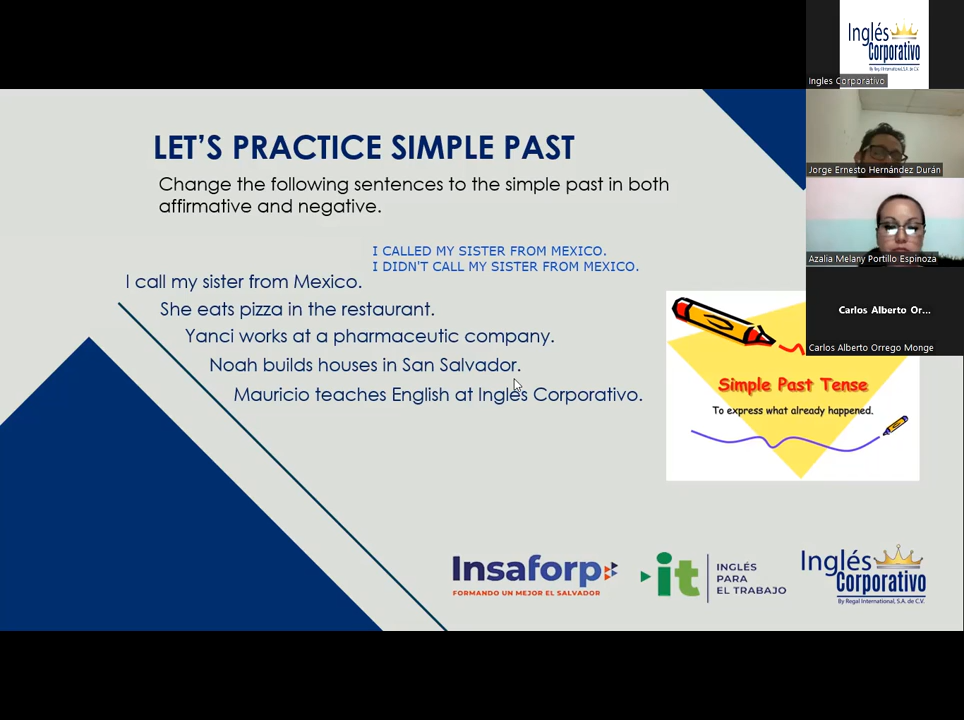 LET'S PRACTICE SIMPLE PAST
Change the following sentences to the simple past in both
affirmative and negative.
I CALLED MY SISTER FROM MEXICO.
I DIDN'T CALL MY SISTER FROM MEXICO.
I call my sister from Mexico.
She eats pizza in the restaurant.
Yanci works at a pharmaceutic company.
Noah builds houses in San Salvador.
Mauricio teaches English at Ingles Corporativo.
Simple Past Tense
To express what already happened.
Insaforp
FORMANDO UN MEJOR EL SALVADOR
it
INGLÉS
PARA
EL TRABAJO
Inglés
Corporativo
By Regal International, S.A. de C.V.
Inglés
Corporativo
By Regal International, S.A. de C.V.
Ingles Corporativo
Jorge Ernesto Hernández Durán
Azalia Melany Portillo Espinoza
Carlos Alberto Or...
Carlos Alberto Orrego Monge